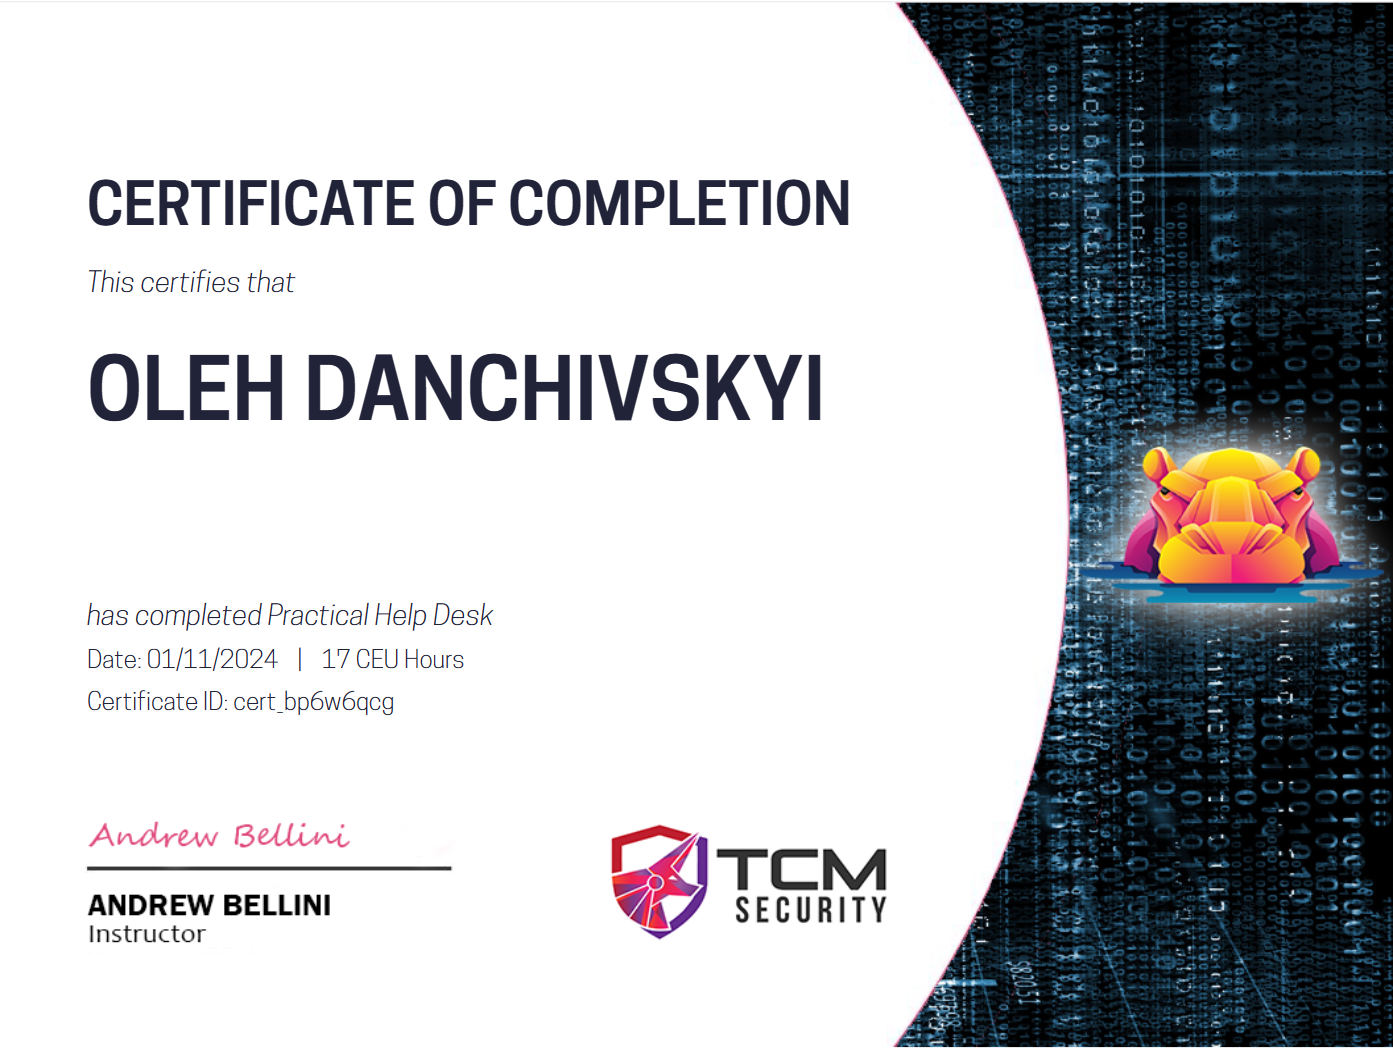 CERTIFICATE OF COMPLETION
This certifies that
OLEH DANCHIVSKYI
has completed Practical Help Desk
Date: 01/11/2024 | 17 CEU Hours
Certificate ID: cert_bp6w6qcg
Andrew Bellini
ANDREW BELLINI
Instructor
TCM
SECURITY